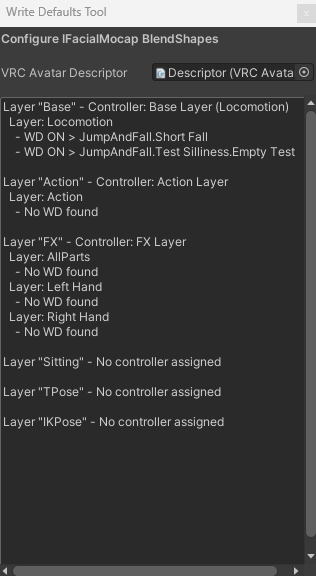 Write Defaults Tool
Configure IFacialMocap BlendShapes
VRC Avatar Descriptor
Descriptor (VRC Avata
Layer "Base" - Controller: Base Layer (Locomotion)
Layer: Locomotion
- WD ON > JumpAndFall.Short Fall
- WD ON > JumpAndFall.Test Silliness.Empty Test
Layer "Action" - Controller: Action Layer
Layer: Action
- No WD found
Layer "FX" - Controller: FX Layer
Layer: AllParts
- No WD found
Layer: Left Hand
- No WD found
Layer: Right Hand
- No WD found
Layer "Sitting" - No controller assigned
Layer "TPose" - No controller assigned
Layer "IKPose" - No controller assigned